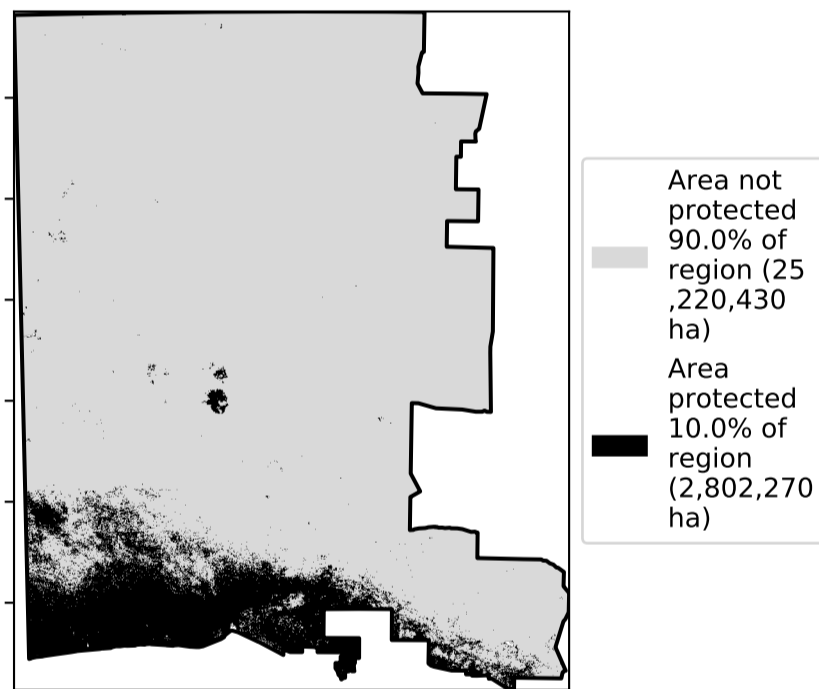 Area not
protected
90.0% of
region (25
,220,430
ha)
Area
protected
10.0% of
region
(2,802,270
ha)